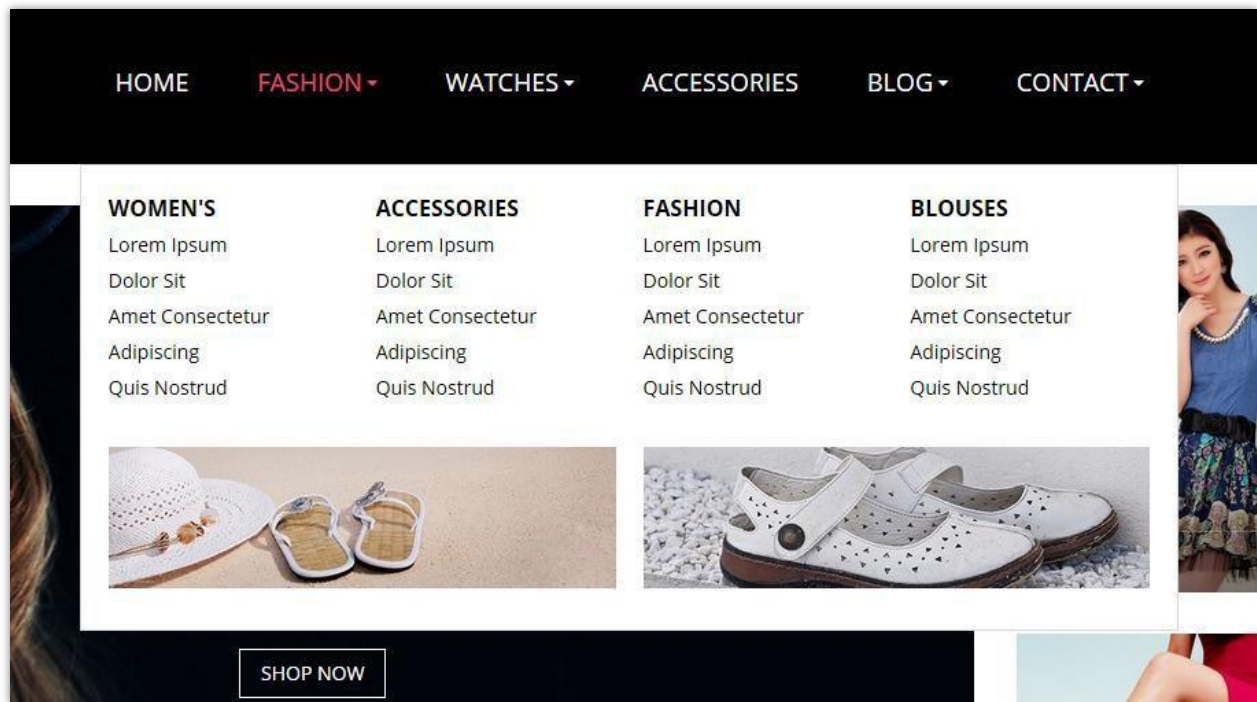 HOME FASHION WATCHES ACCESSORIES BLOG CONTACT
WOMEN'S
Lorem Ipsum
Dolor Sit
Amet Consectetur
Adipiscing
Quis Nostrud
ACCESSORIES
Lorem Ipsum
Dolor Sit
Amet Consectetur
Adipiscing
Quis Nostrud
FASHION
Lorem Ipsum
Dolor Sit
Amet Consectetur
Adipiscing
Quis Nostrud
BLOUSES
Lorem Ipsum
Dolor Sit
Amet Consectetur
Adipiscing
Quis Nostrud
SHOP NOW